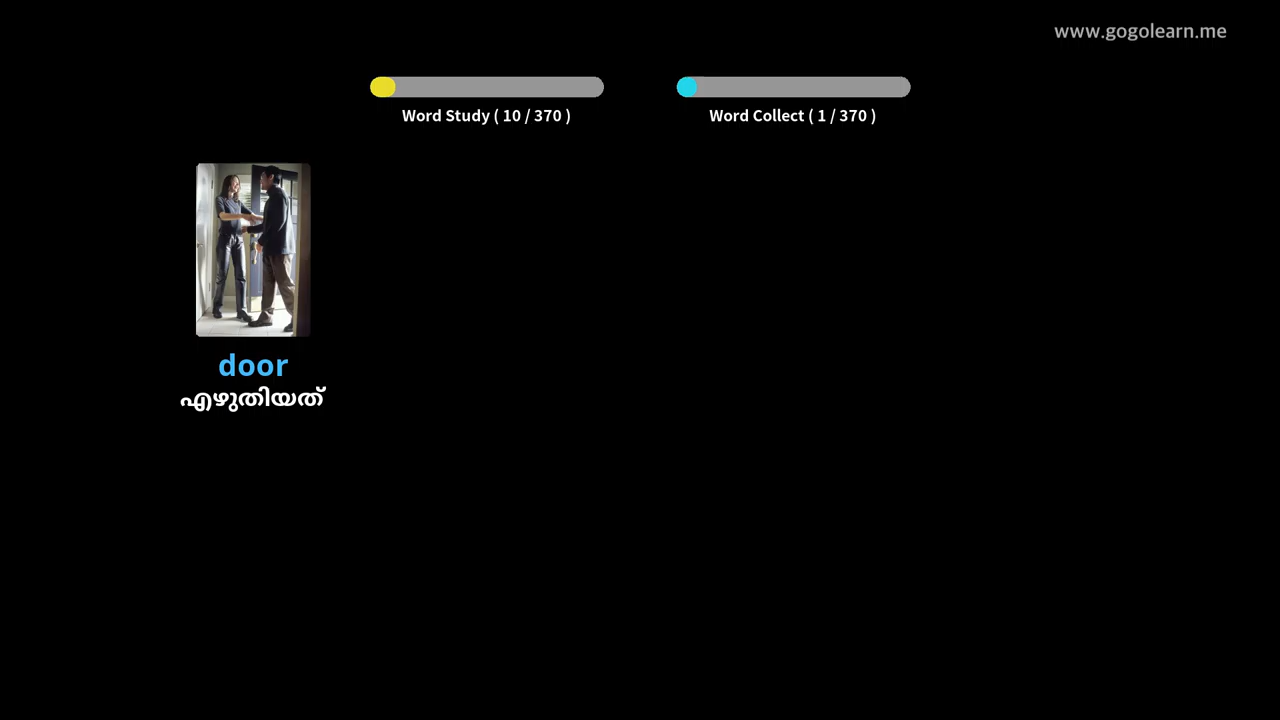 www.gogolearn.me
Word Study ( 10 / 370 )
Word Collect ( 1 / 370 )
door
എഴുതിയത്